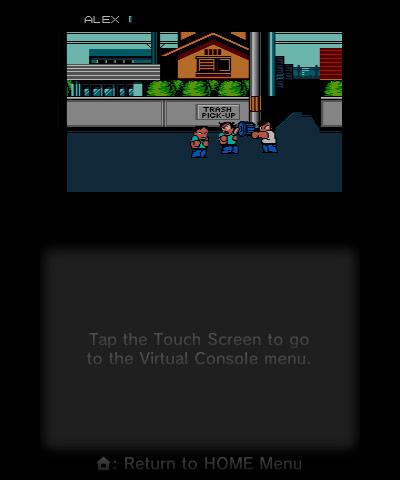 ALEX
TRASH
PICK-UP
Tap the Touch Screen to go
to the Virtual Console menu.
: Return to HOME Menu